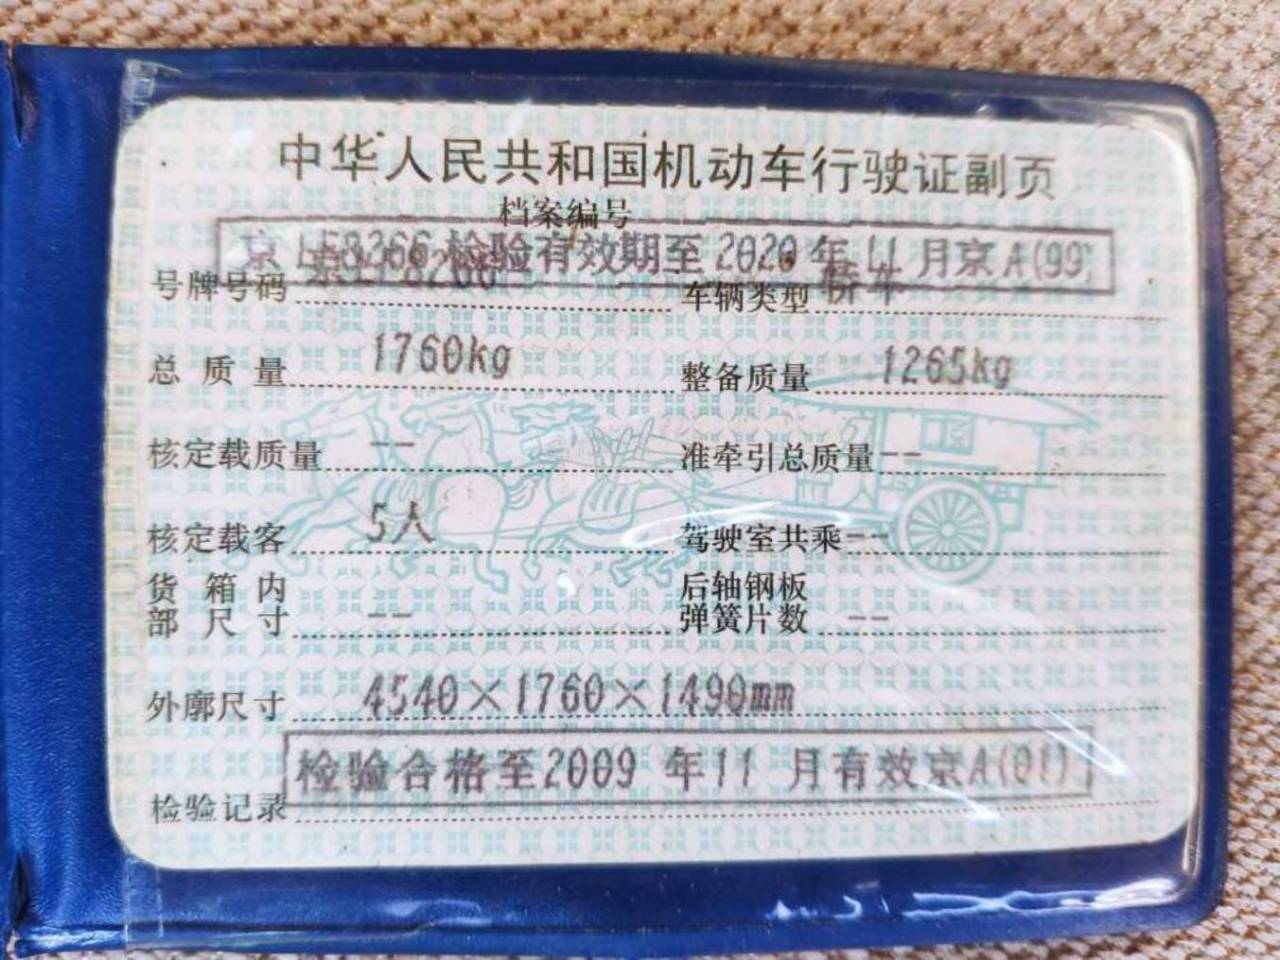 中华人民共和国机动车行驶证副页
档案编号
检验有效期至2020年11月京A(99)
号牌号码 车辆类型 轿车
总质量 1760kg 整备质量 1265kg
核定载质量 -- 准牵引总质量 --
核定载客 5人 驾驶室共乘 --
货箱内 后轴钢板
部尺寸 -- 弹簧片数 --
外廓尺寸 4540×1760×1490mm
检验合格至2009年11月有效京A(01)
检验记录